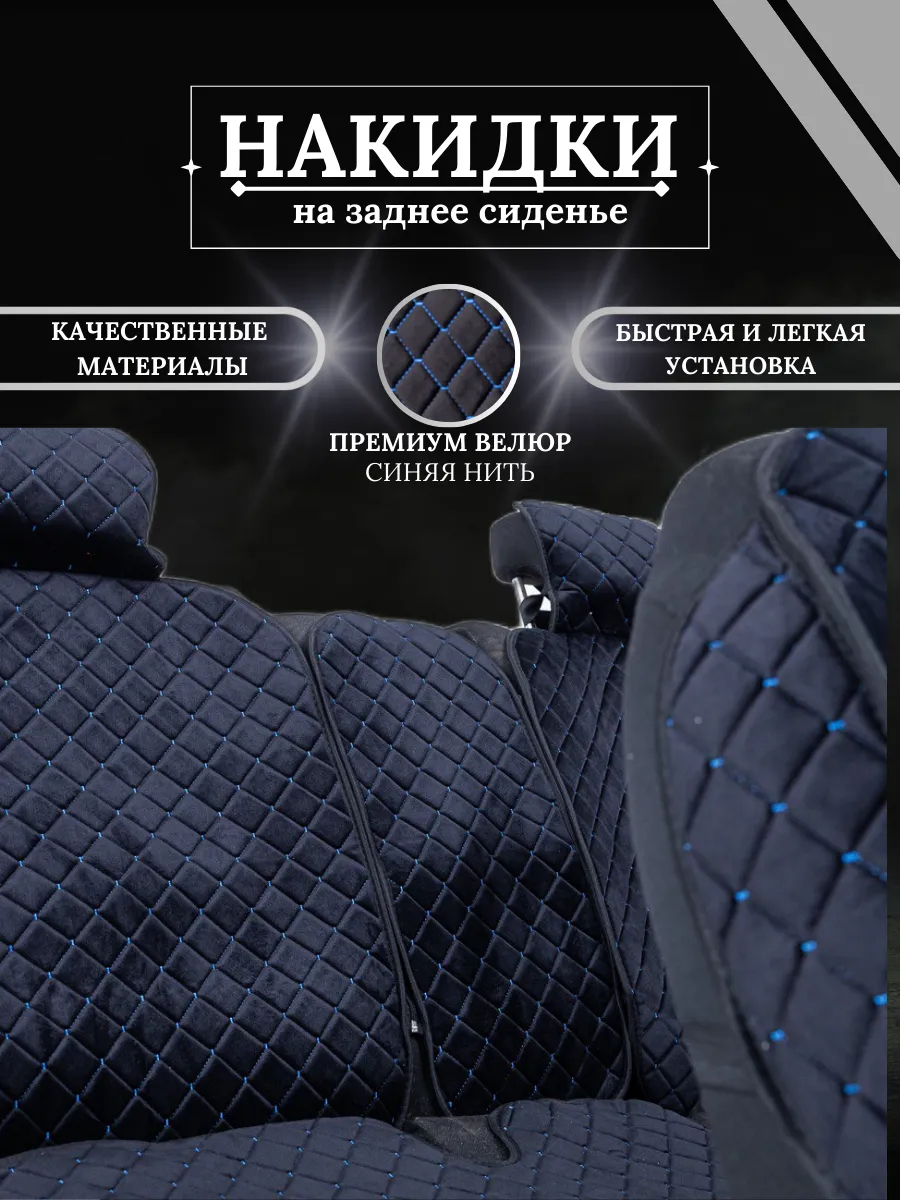 НАКИДКИ
на заднее сиденье
КАЧЕСТВЕННЫЕ
МАТЕРИАЛЫ
БЫСТРАЯ И ЛЕГКАЯ
УСТАНОВКА
ПРЕМИУМ ВЕЛЮР
СИНЯЯ НИТЬ